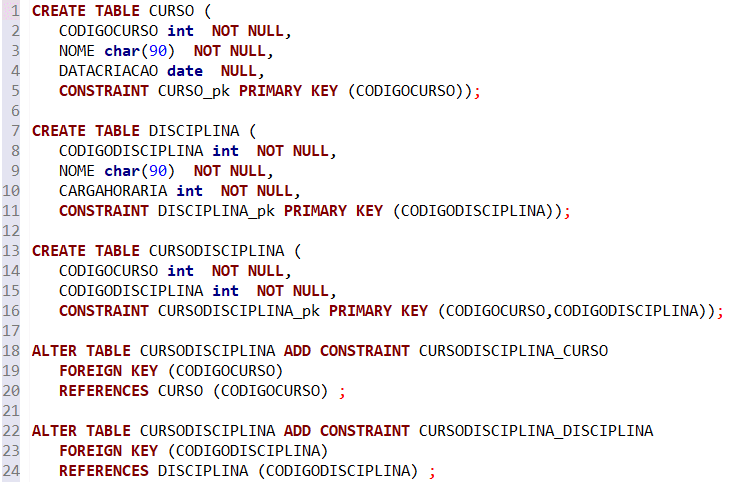 1 CREATE TABLE CURSO (
2 CODIGOCURSO int NOT NULL,
3 NOME char(90) NOT NULL,
4 DATACRIACAO date NULL,
5 CONSTRAINT CURSO_pk PRIMARY KEY (CODIGOCURSO));
6
7 CREATE TABLE DISCIPLINA (
8 CODIGODISCIPLINA int NOT NULL,
9 NOME char(90) NOT NULL,
10 CARGAHORARIA int NOT NULL,
11 CONSTRAINT DISCIPLINA_pk PRIMARY KEY (CODIGODISCIPLINA));
12
13 CREATE TABLE CURSODISCIPLINA (
14 CODIGOCURSO int NOT NULL,
15 CODIGODISCIPLINA int NOT NULL,
16 CONSTRAINT CURSODISCIPLINA_pk PRIMARY KEY (CODIGOCURSO,CODIGODISCIPLINA));
17
18 ALTER TABLE CURSODISCIPLINA ADD CONSTRAINT CURSODISCIPLINA_CURSO
19 FOREIGN KEY (CODIGOCURSO)
20 REFERENCES CURSO (CODIGOCURSO) ;
21
22 ALTER TABLE CURSODISCIPLINA ADD CONSTRAINT CURSODISCIPLINA_DISCIPLINA
23 FOREIGN KEY (CODIGODISCIPLINA)
24 REFERENCES DISCIPLINA (CODIGODISCIPLINA) ;